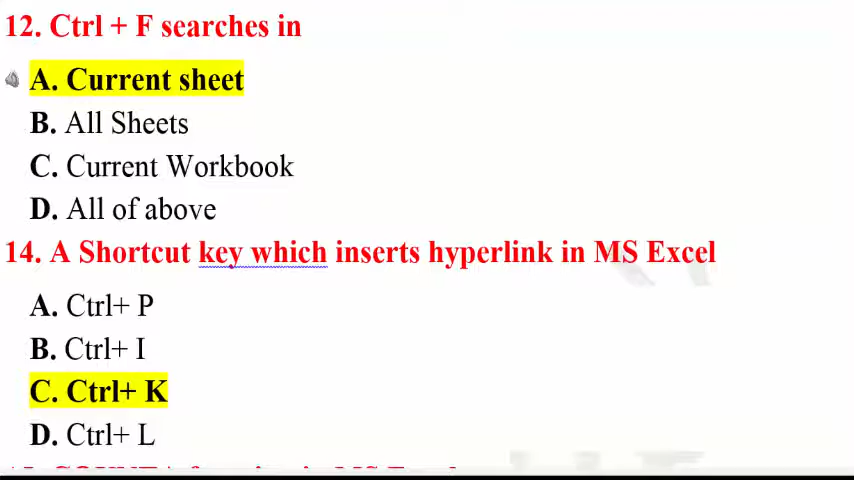 12. Ctrl + F searches in
A. Current sheet
B. All Sheets
C. Current Workbook
D. All of above
14. A Shortcut key which inserts hyperlink in MS Excel
A. Ctrl+ P
B. Ctrl+ I
C. Ctrl+ K
D. Ctrl+ L